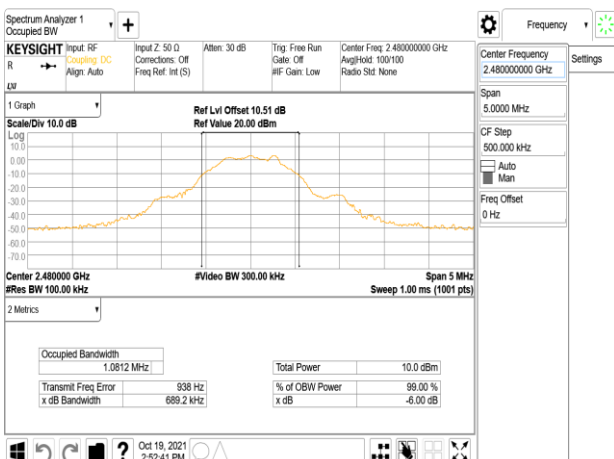 Spectrum Analyzer 1
Occupied BW
KEYSIGHT
R
Input: RF
Coupling: DC
Align: Auto
Input Z: 50 Ω
Corrections: Off
Freq Ref: Int (S)
Atten: 30 dB
Trig: Free Run
Gate: Off
#IF Gain: Low
Center Freq: 2.480000000 GHz
Avg|Hold: 100/100
Radio Std: None
1 Graph
Scale/Div 10.0 dB
Ref Lvl Offset 10.51 dB
Ref Value 20.00 dBm
Log
10.0
0.00
-10.0
-20.0
-30.0
-40.0
-50.0
-60.0
-70.0
Center 2.480000 GHz
#Res BW 100.00 kHz
#Video BW 300.00 kHz
Span 5 MHz
Sweep 1.00 ms (1001 pts)
2 Metrics
Occupied Bandwidth
1.0812 MHz
Transmit Freq Error 938 Hz
x dB Bandwidth 689.2 kHz
Total Power 10.0 dBm
% of OBW Power 99.00 %
x dB -6.00 dB
Oct 19, 2021
2:52:41 PM
Frequency
Center Frequency
2.480000000 GHz
Settings
Span
5.0000 MHz
CF Step
500.000 kHz
Auto
Man
Freq Offset
0 Hz